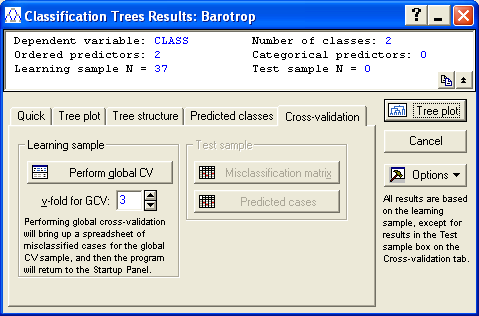 Classification Trees Results: Barotrop
?
Dependent variable: CLASS Number of classes: 2
Ordered predictors: 2 Categorical predictors: 0
Learning sample N = 37 Test sample N = 0
Quick Tree plot Tree structure Predicted classes Cross-validation
Tree plot
Cancel
Options
Learning sample
Perform global CV
v-fold for GCV: 3
Performing global cross-validation
will bring up a spreadsheet of
misclassified cases for the global
CV sample, and then the program
will return to the Startup Panel.
Test sample
Misclassification matrix
Predicted cases
All results are based
on the learning
sample, except for
results in the Test
sample box on the
Cross-validation tab.